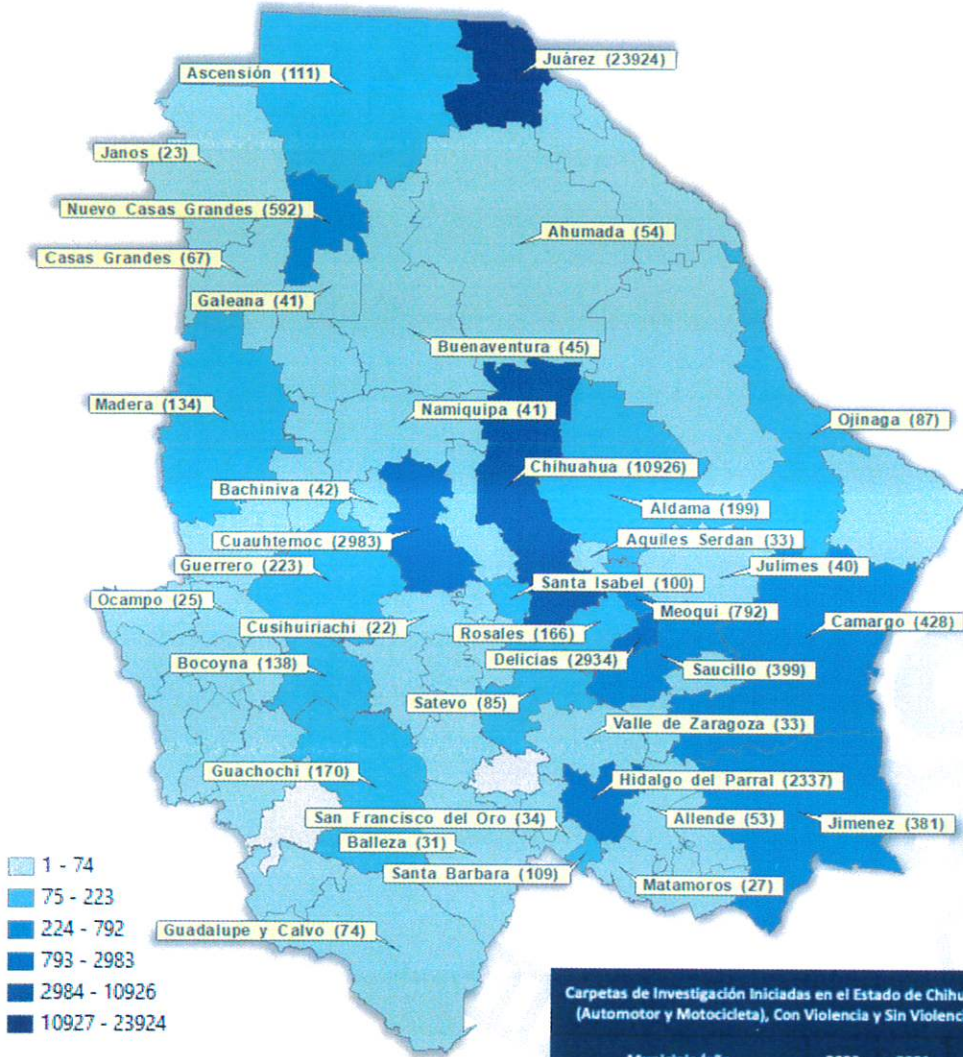 Juárez (23924)
Ascensión (111)
Janos (23)
Nuevo Casas Grandes (592)
Ahumada (54)
Casas Grandes (67)
Galeana (41)
Buenaventura (45)
Madera (134)
Namiquipa (41)
Ojinaga (87)
Chihuahua (10926)
Bachiniva (42)
Aldama (199)
Cuauhtemoc (2983)
Aquiles Serdan (33)
Guerrero (223)
Julimes (40)
Santa Isabel (100)
Ocampo (25)
Meoqui (792)
Camargo (428)
Cusihuiriachi (22)
Rosales (166)
Bocoyna (138)
Delicias (2934)
Saucillo (399)
Satevo (85)
Valle de Zaragoza (33)
Guachochi (170)
Hidalgo del Parral (2337)
San Francisco del Oro (34)
Allende (53)
Jimenez (381)
Balleza (31)
Santa Barbara (109)
Matamoros (27)
Guadalupe y Calvo (74)
1 - 74
75 - 223
224 - 792
793 - 2983
2984 - 10926
10927 - 23924
Carpetas de Investigación Iniciadas en el Estado de Chihu
(Automotor y Motocicleta), Con Violencia y Sin Violenci